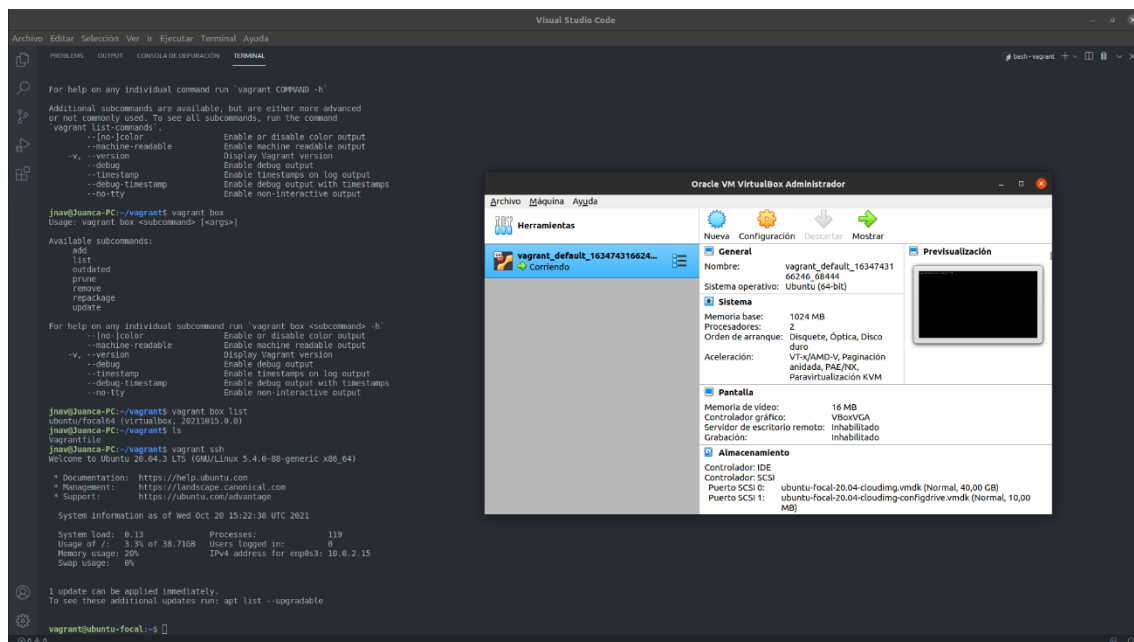 Visual Studio Code
Archivo Editar Selección Ver Ir Ejecutar Terminal Ayuda
PROBLEMS OUTPUT CONSOLA DE DEPURACIÓN TERMINAL
bash - vagrant
For help on any individual command run `vagrant COMMAND -h`
Additional subcommands are available, but are either more advanced
or not commonly used. To see all subcommands, run the command
`vagrant list-commands`.
--[no-]color Enable or disable color output
--machine-readable Enable machine readable output
-v, --version Display Vagrant version
--debug Enable debug output
--timestamp Enable timestamps on log output
--debug-timestamp Enable debug output with timestamps
--no-tty Enable non-interactive output
jnav@Juanca-PC:~/vagrant$ vagrant box
Usage: vagrant box <subcommand> [<args>]
Available subcommands:
add
list
outdated
prune
remove
repackage
update
For help on any individual subcommand run `vagrant box <subcommand> -h`
--[no-]color Enable or disable color output
--machine-readable Enable machine readable output
-v, --version Display Vagrant version
--debug Enable debug output
--timestamp Enable timestamps on log output
--debug-timestamp Enable debug output with timestamps
--no-tty Enable non-interactive output
jnav@Juanca-PC:~/vagrant$ vagrant box list
ubuntu/focal64 (virtualbox, 20211015.0.0)
jnav@Juanca-PC:~/vagrant$ ls
Vagrantfile
jnav@Juanca-PC:~/vagrant$ vagrant ssh
Welcome to Ubuntu 20.04.3 LTS (GNU/Linux 5.4.0-88-generic x86_64)
* Documentation: https://help.ubuntu.com
* Management: https://landscape.canonical.com
* Support: https://ubuntu.com/advantage
System information as of Wed Oct 20 15:22:38 UTC 2021
System load: 0.13 Processes: 119
Usage of /: 3.3% of 38.71GB Users logged in: 0
Memory usage: 20% IPv4 address for enp0s3: 10.0.2.15
Swap usage: 0%
1 update can be applied immediately.
To see these additional updates run: apt list --upgradable
vagrant@ubuntu-focal:~$
Oracle VM VirtualBox Administrador
Archivo Máquina Ayuda
Herramientas
vagrant_default_163474316624...
Corriendo
Nueva Configuración Descartar Mostrar
General
Nombre: vagrant_default_16347431
66246_68444
Sistema operativo: Ubuntu (64-bit)
Sistema
Memoria base: 1024 MB
Procesadores: 2
Orden de arranque: Disquete, Óptica, Disco
duro
Aceleración: VT-x/AMD-V, Paginación
anidada, PAE/NX,
Paravirtualización KVM
Pantalla
Memoria de vídeo: 16 MB
Controlador gráfico: VBoxVGA
Servidor de escritorio remoto: Inhabilitado
Grabación: Inhabilitado
Almacenamiento
Controlador: IDE
Controlador: SCSI
Puerto SCSI 0: ubuntu-focal-20.04-cloudimg.vmdk (Normal, 40,00 GB)
Puerto SCSI 1: ubuntu-focal-20.04-cloudimg-configdrive.vmdk (Normal, 10,00
MB)
Previsualización